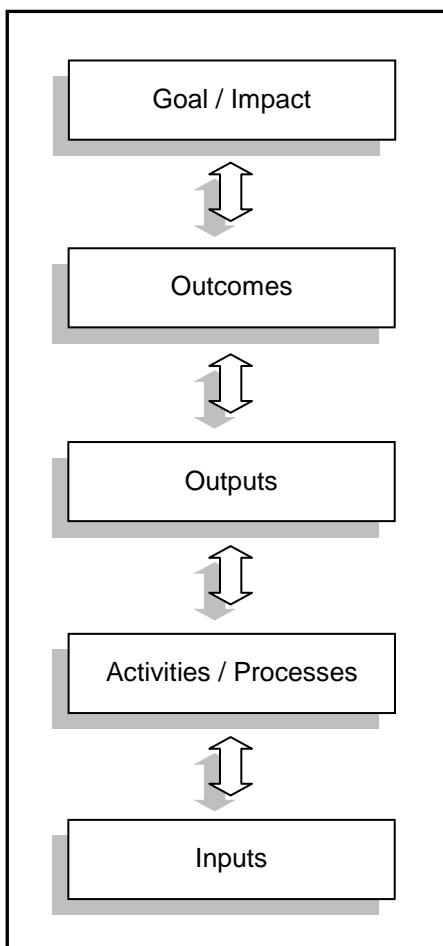 Goal / Impact
Outcomes
Outputs
Activities / Processes
Inputs